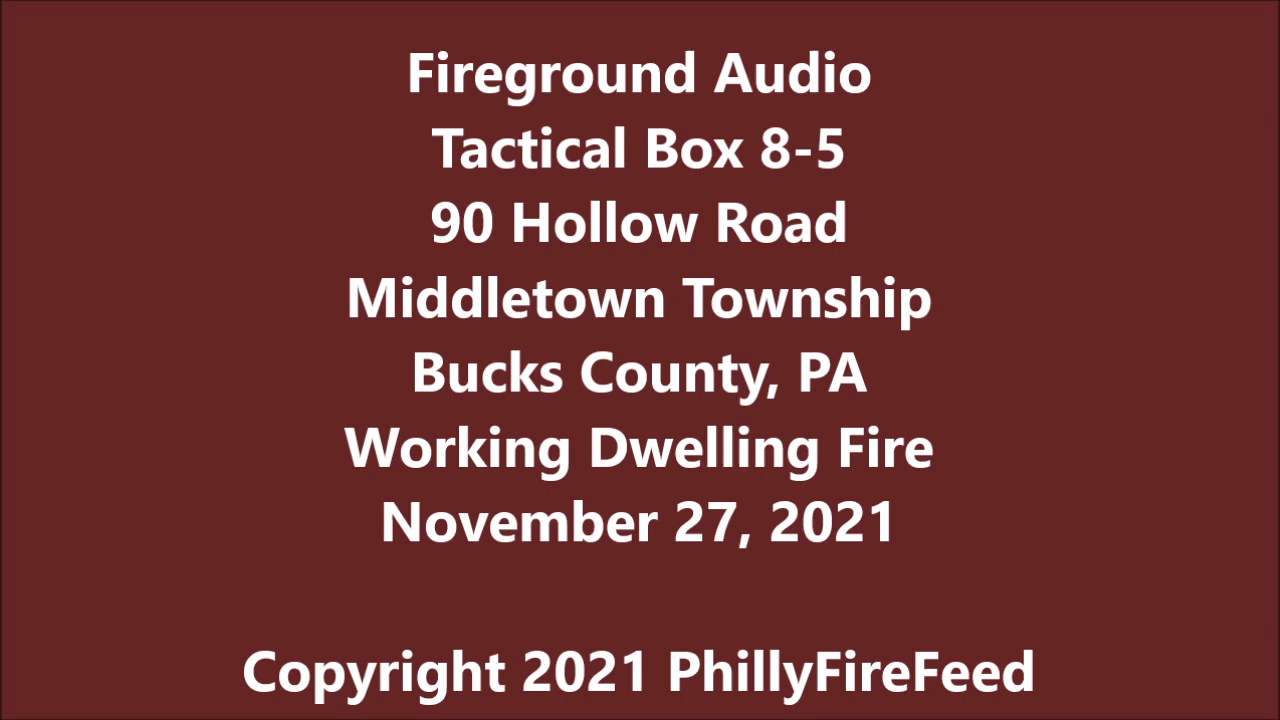 Fireground Audio
Tactical Box 8-5
90 Hollow Road
Middletown Township
Bucks County, PA
Working Dwelling Fire
November 27, 2021
Copyright 2021 PhillyFireFeed